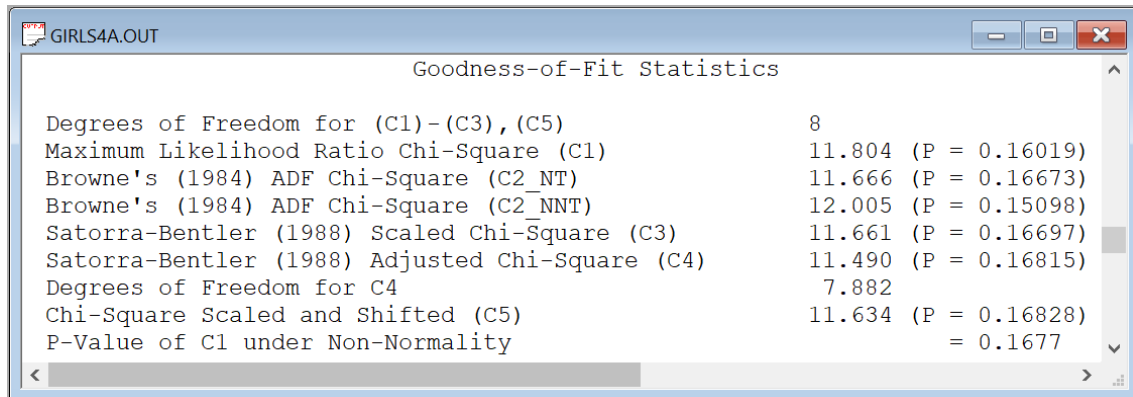 GIRLS4A.OUT
Goodness-of-Fit Statistics
Degrees of Freedom for (C1)-(C3),(C5) 8
Maximum Likelihood Ratio Chi-Square (C1) 11.804 (P = 0.16019)
Browne's (1984) ADF Chi-Square (C2_NT) 11.666 (P = 0.16673)
Browne's (1984) ADF Chi-Square (C2_NNT) 12.005 (P = 0.15098)
Satorra-Bentler (1988) Scaled Chi-Square (C3) 11.661 (P = 0.16697)
Satorra-Bentler (1988) Adjusted Chi-Square (C4) 11.490 (P = 0.16815)
Degrees of Freedom for C4 7.882
Chi-Square Scaled and Shifted (C5) 11.634 (P = 0.16828)
P-Value of C1 under Non-Normality = 0.1677